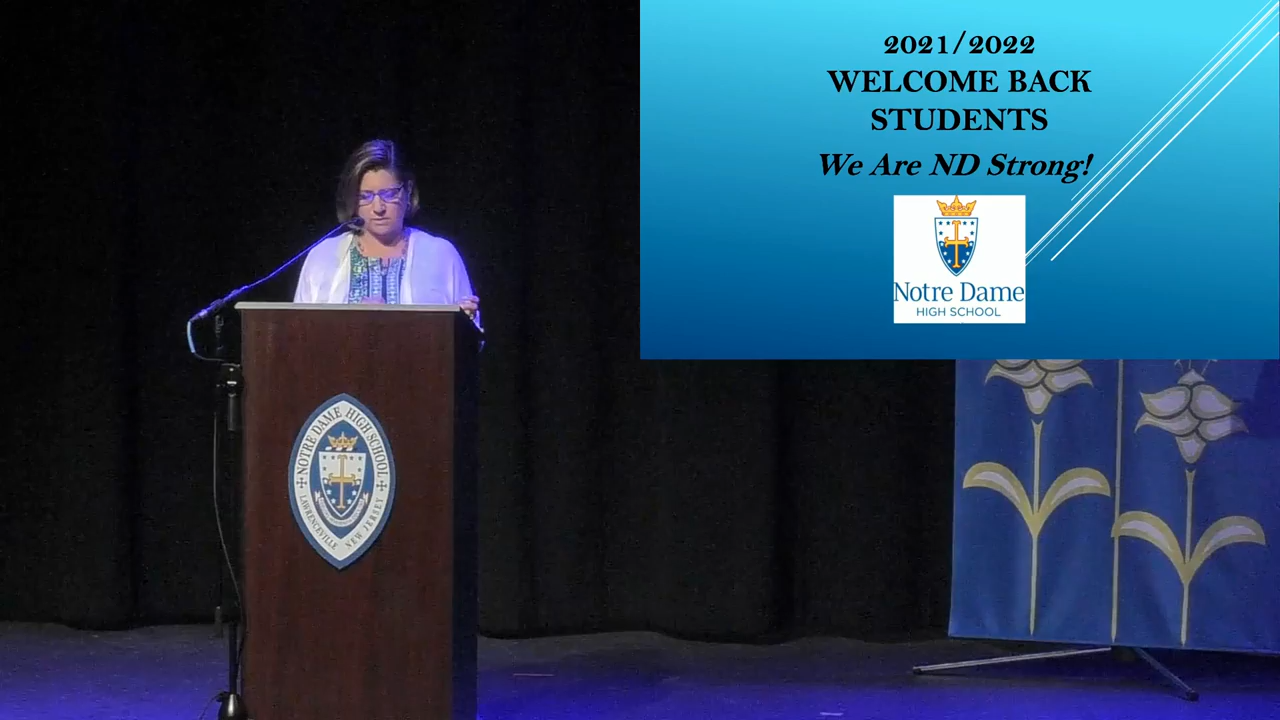 2021/2022
WELCOME BACK
STUDENTS
We Are ND Strong!
Notre Dame
HIGH SCHOOL
NOTRE DAME HIGH SCHOOL
LAWRENCEVILLE NEW JERSEY